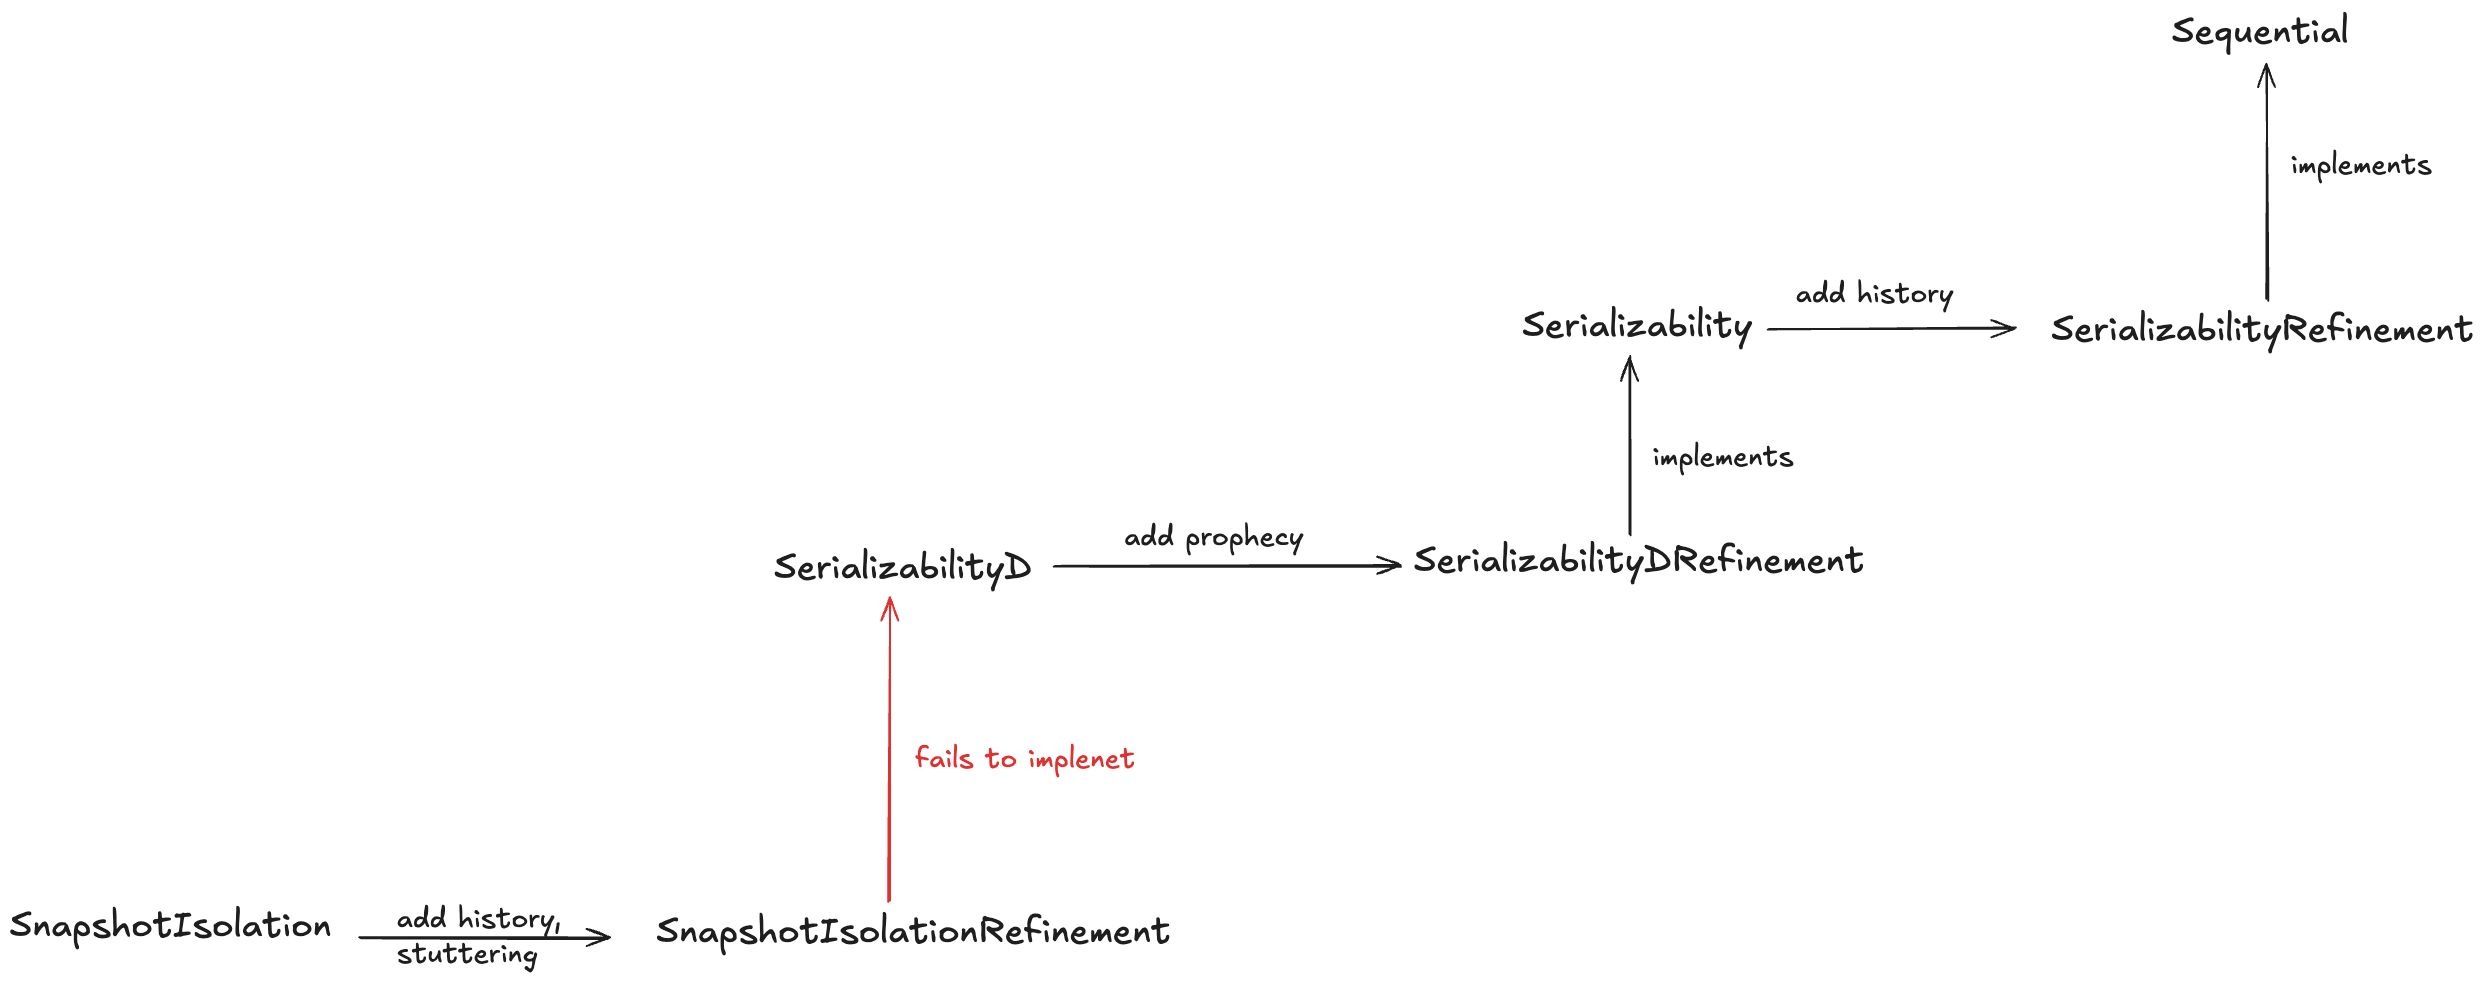 Sequential
implements
add history
Serializability
SerializabilityRefinement
implements
add prophecy
SerializabilityD
SerializabilityDRefinement
fails to implenet
add history,
stuttering
SnapshotIsolation
SnapshotIsolationRefinement